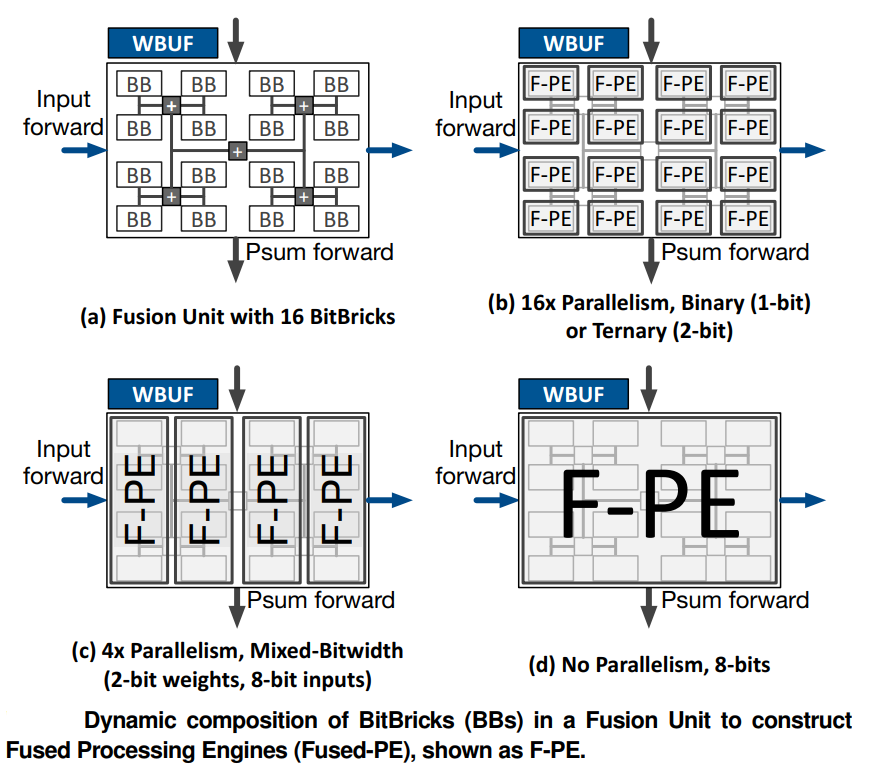 WBUF
BB BB BB BB
Input
forward
BB BB BB BB
BB BB BB BB
BB BB BB BB
+ + + + +
Psum forward
(a) Fusion Unit with 16 BitBricks
WBUF
F-PE F-PE F-PE F-PE
Input
forward
F-PE F-PE F-PE F-PE
F-PE F-PE F-PE F-PE
F-PE F-PE F-PE F-PE
Psum forward
(b) 16x Parallelism, Binary (1-bit)
or Ternary (2-bit)
WBUF
Input
forward
F-PE F-PE F-PE F-PE
Psum forward
(c) 4x Parallelism, Mixed-Bitwidth
(2-bit weights, 8-bit inputs)
WBUF
Input
forward
F-PE
Psum forward
(d) No Parallelism, 8-bits
Dynamic composition of BitBricks (BBs) in a Fusion Unit to construct
Fused Processing Engines (Fused-PE), shown as F-PE.